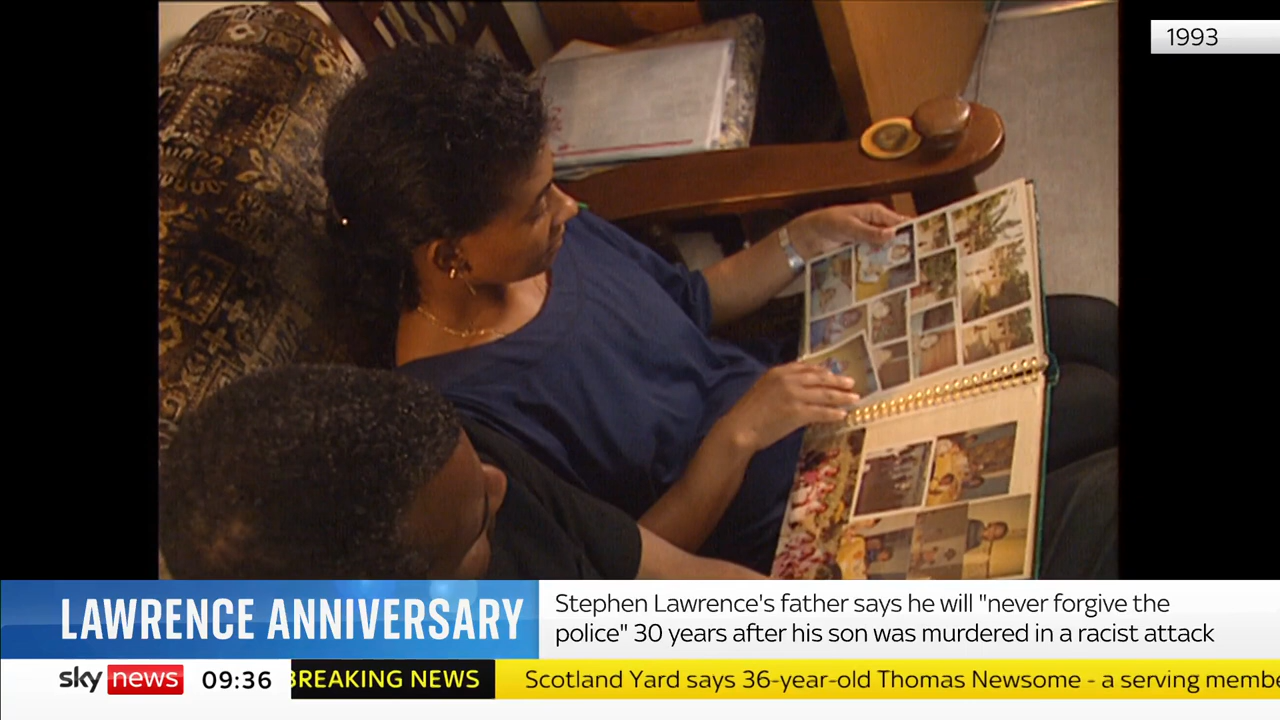 1993
LAWRENCE ANNIVERSARY
Stephen Lawrence's father says he will "never forgive the
police" 30 years after his son was murdered in a racist attack
sky news 09:36 BREAKING NEWS Scotland Yard says 36-year-old Thomas Newsome - a serving membe